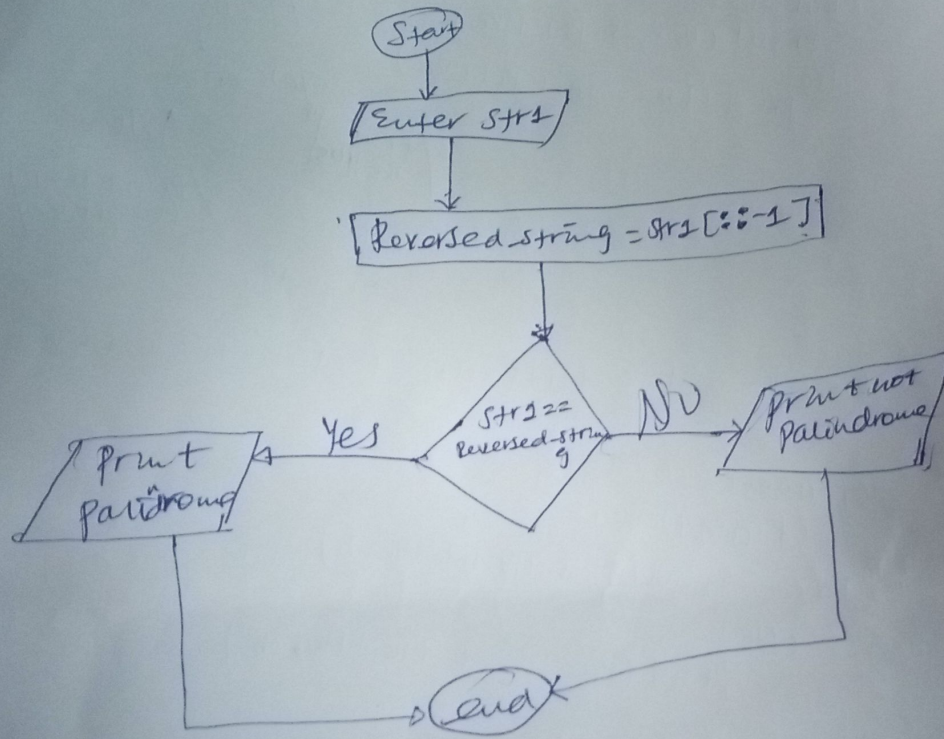 Start
Enter Str1
Reversed_string = Str1[::-1]
Str1==
Reversed_strin
g
Yes
No
Print
Palindrome
Print not
Palindrome
end